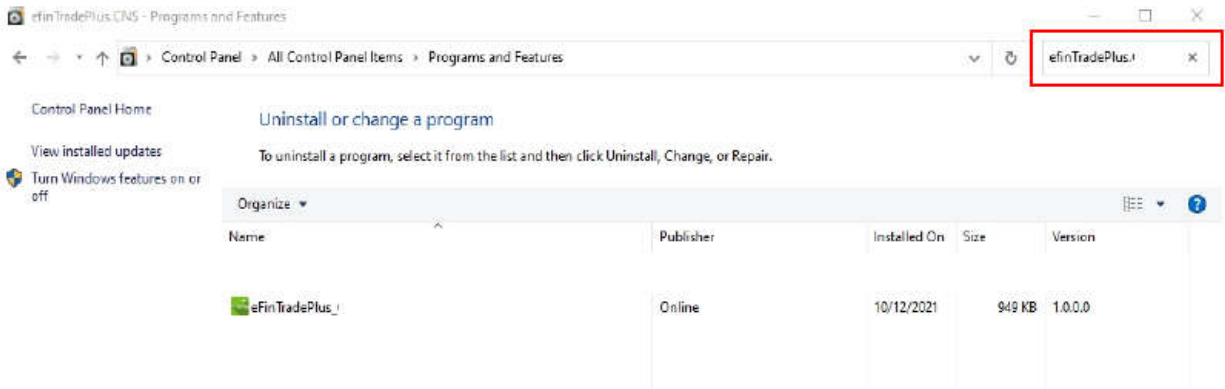 efinTradePlus.CNS - Programs and Features
Control Panel > All Control Panel Items > Programs and Features
efinTradePlus.
Control Panel Home
Uninstall or change a program
View installed updates
To uninstall a program, select it from the list and then click Uninstall, Change, or Repair.
Turn Windows features on or
off
Organize
Name Publisher Installed On Size Version
eFinTradePlus_ Online 10/12/2021 949 KB 1.0.0.0